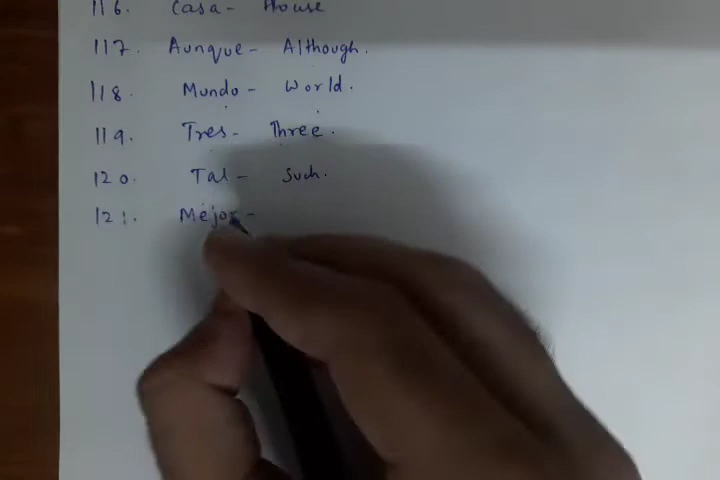 116. Casa - House
117. Aunque - Although.
118. Mundo - World.
119. Tres - Three.
120. Tal - Such.
121. Mejor -